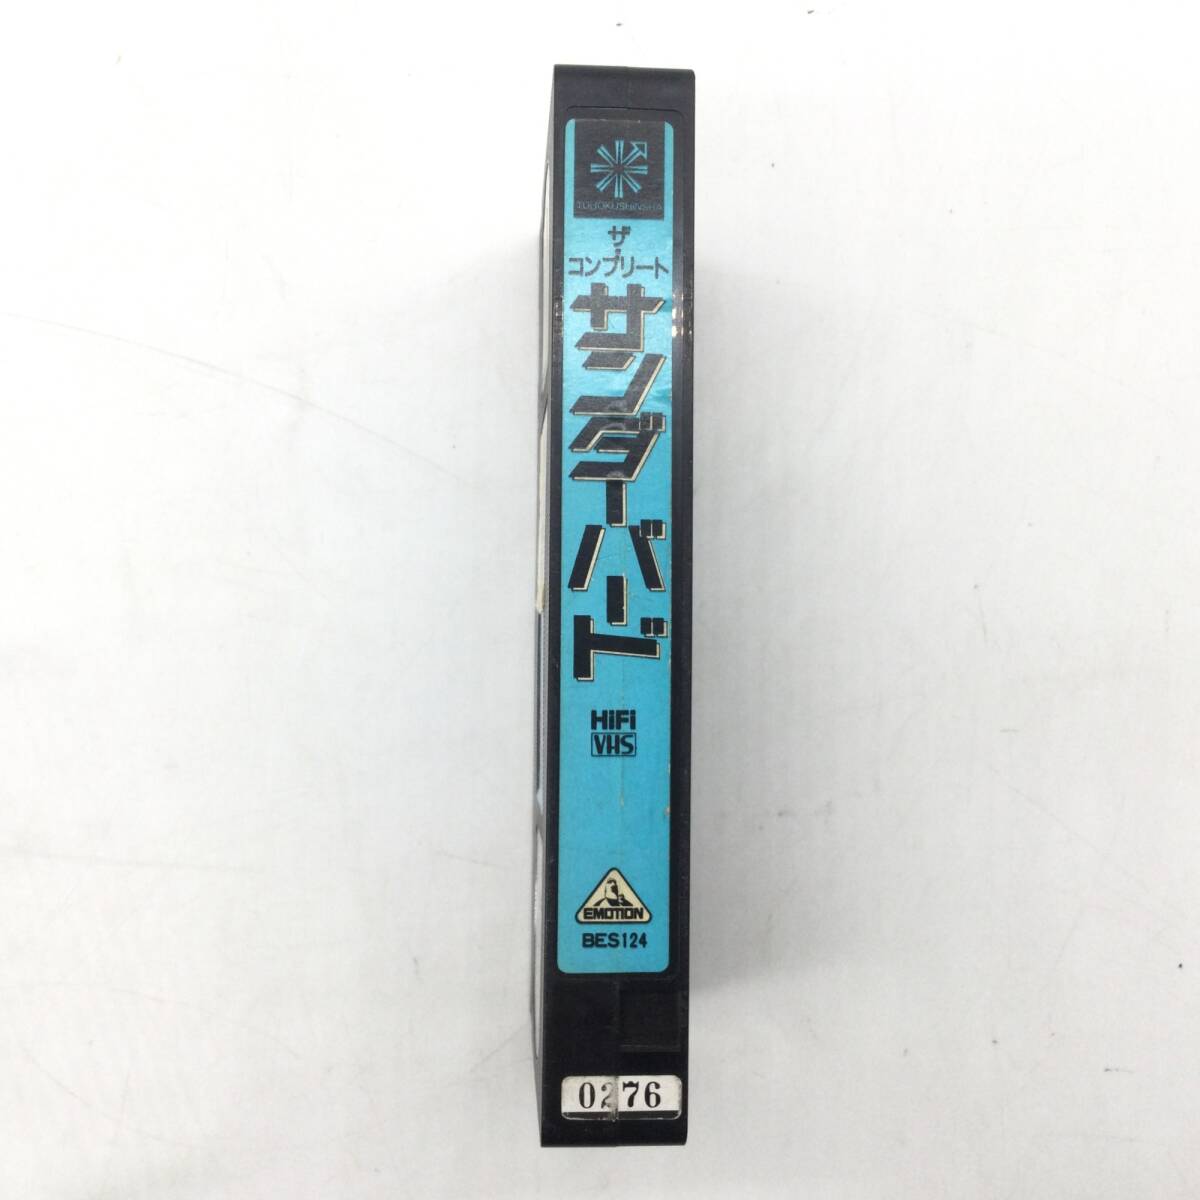 TOHOKUSHINSHA
ザ・
コンプリート
サンダーバード
HiFi
VHS
EMOTION
BES124
0276